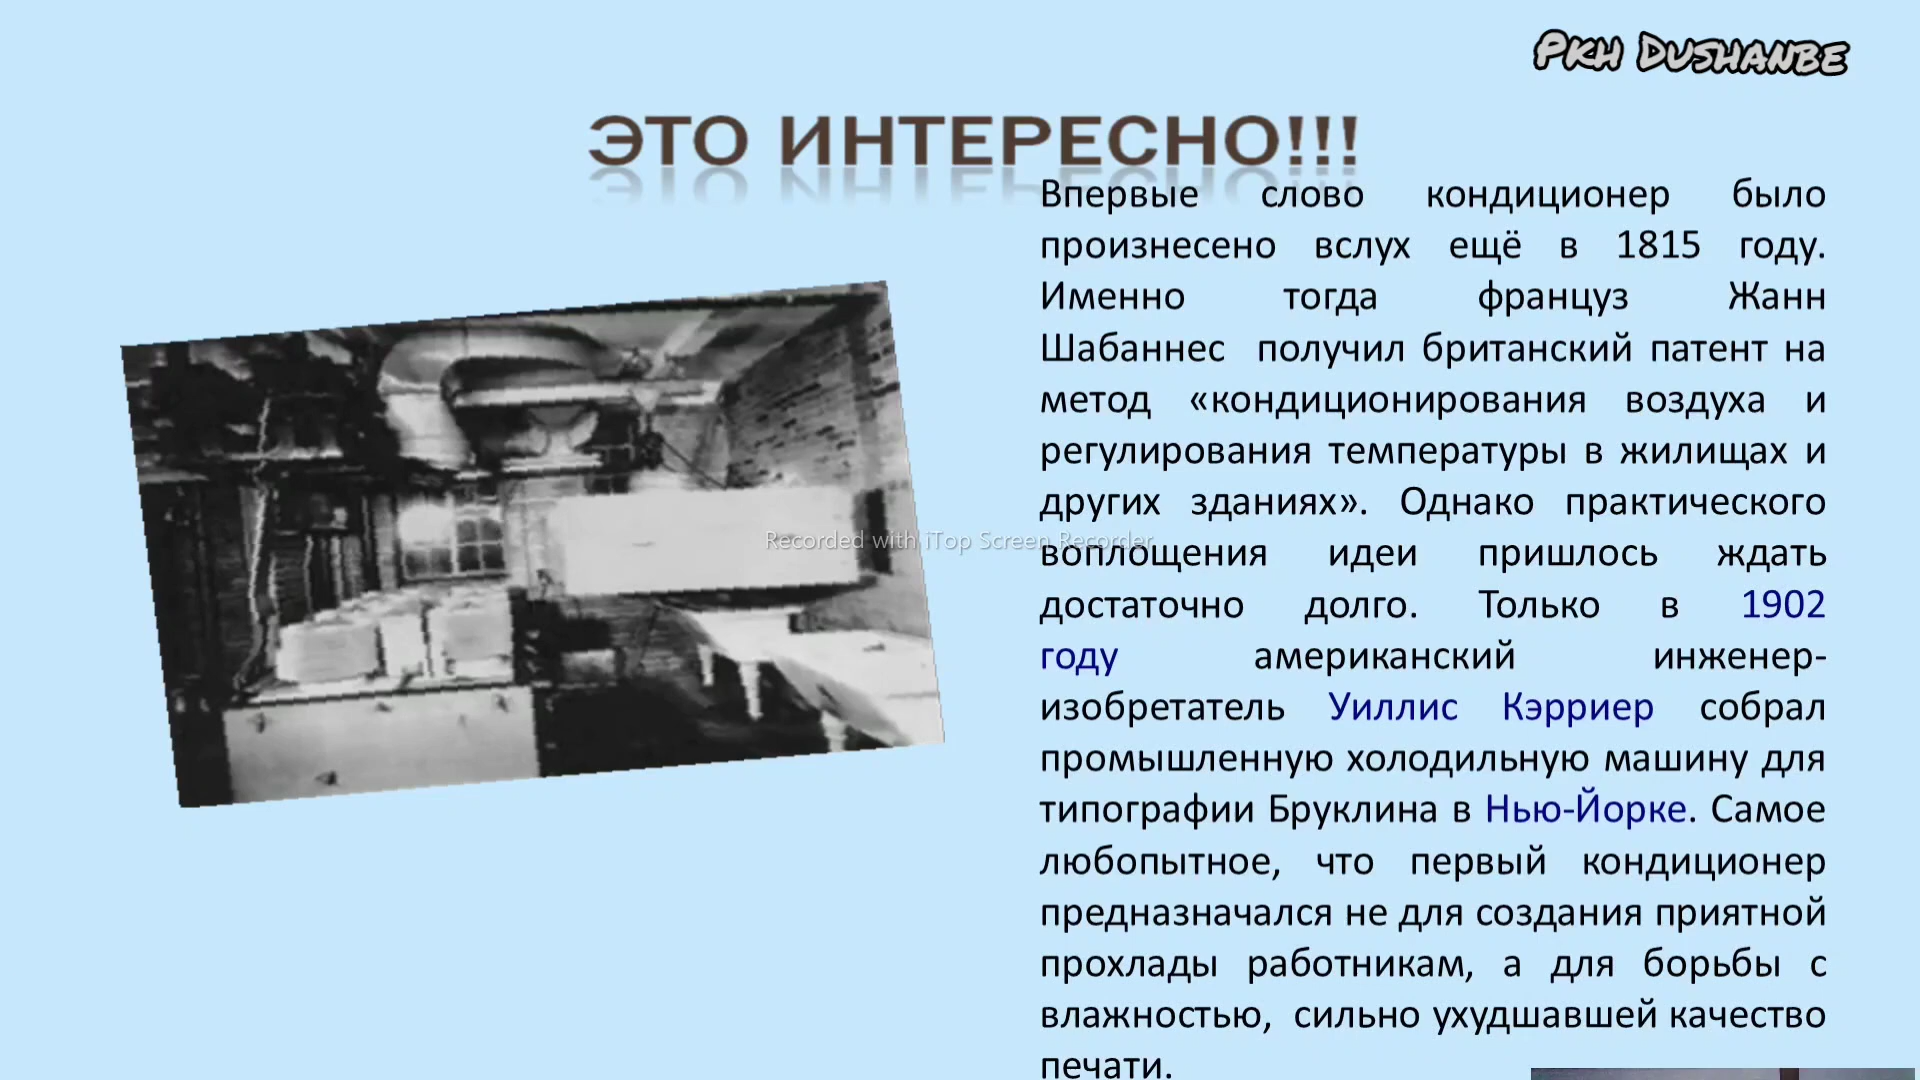 Pkh Dushanbe
ЭТО ИНТЕРЕСНО!!!
Впервые слово кондиционер было
произнесено вслух ещё в 1815 году.
Именно тогда француз Жанн
Шабаннес получил британский патент на
метод «кондиционирования воздуха и
регулирования температуры в жилищах и
других зданиях». Однако практического
Recorded with iTop Screen Recorder
воплощения идеи пришлось ждать
достаточно долго. Только в 1902
году американский инженер-
изобретатель Уиллис Кэрриер собрал
промышленную холодильную машину для
типографии Бруклина в Нью-Йорке. Самое
любопытное, что первый кондиционер
предназначался не для создания приятной
прохлады работникам, а для борьбы с
влажностью, сильно ухудшавшей качество
печати.